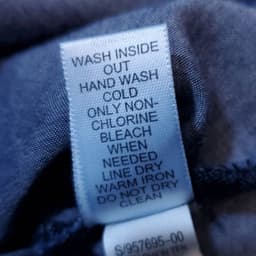 WASH INSIDE
OUT
HAND WASH
COLD
ONLY NON-
CHLORINE
BLEACH
WHEN
NEEDED
LINE DRY
WARM IRON
DO NOT DRY
CLEAN
S/957695-00